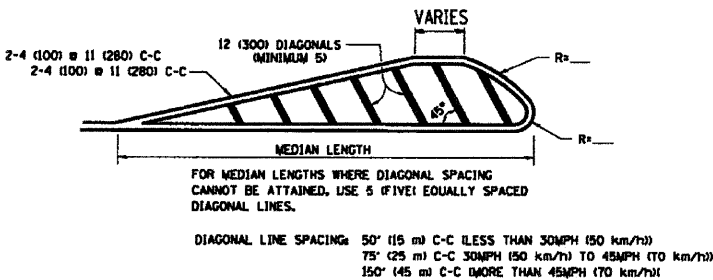 VARIES
12 (300) DIAGONALS
(MINIMUM 5)
2-4 (100) @ 11 (280) C-C
2-4 (100) @ 11 (280) C-C
R=___
45°
R=___
MEDIAN LENGTH
FOR MEDIAN LENGTHS WHERE DIAGONAL SPACING
CANNOT BE ATTAINED, USE 5 (FIVE) EQUALLY SPACED
DIAGONAL LINES.
DIAGONAL LINE SPACING: 50' (15 m) C-C (LESS THAN 30MPH (50 km/h))
75' (25 m) C-C 30MPH (50 km/h) TO 45MPH (70 km/h)
150' (45 m) C-C (MORE THAN 45MPH (70 km/h)